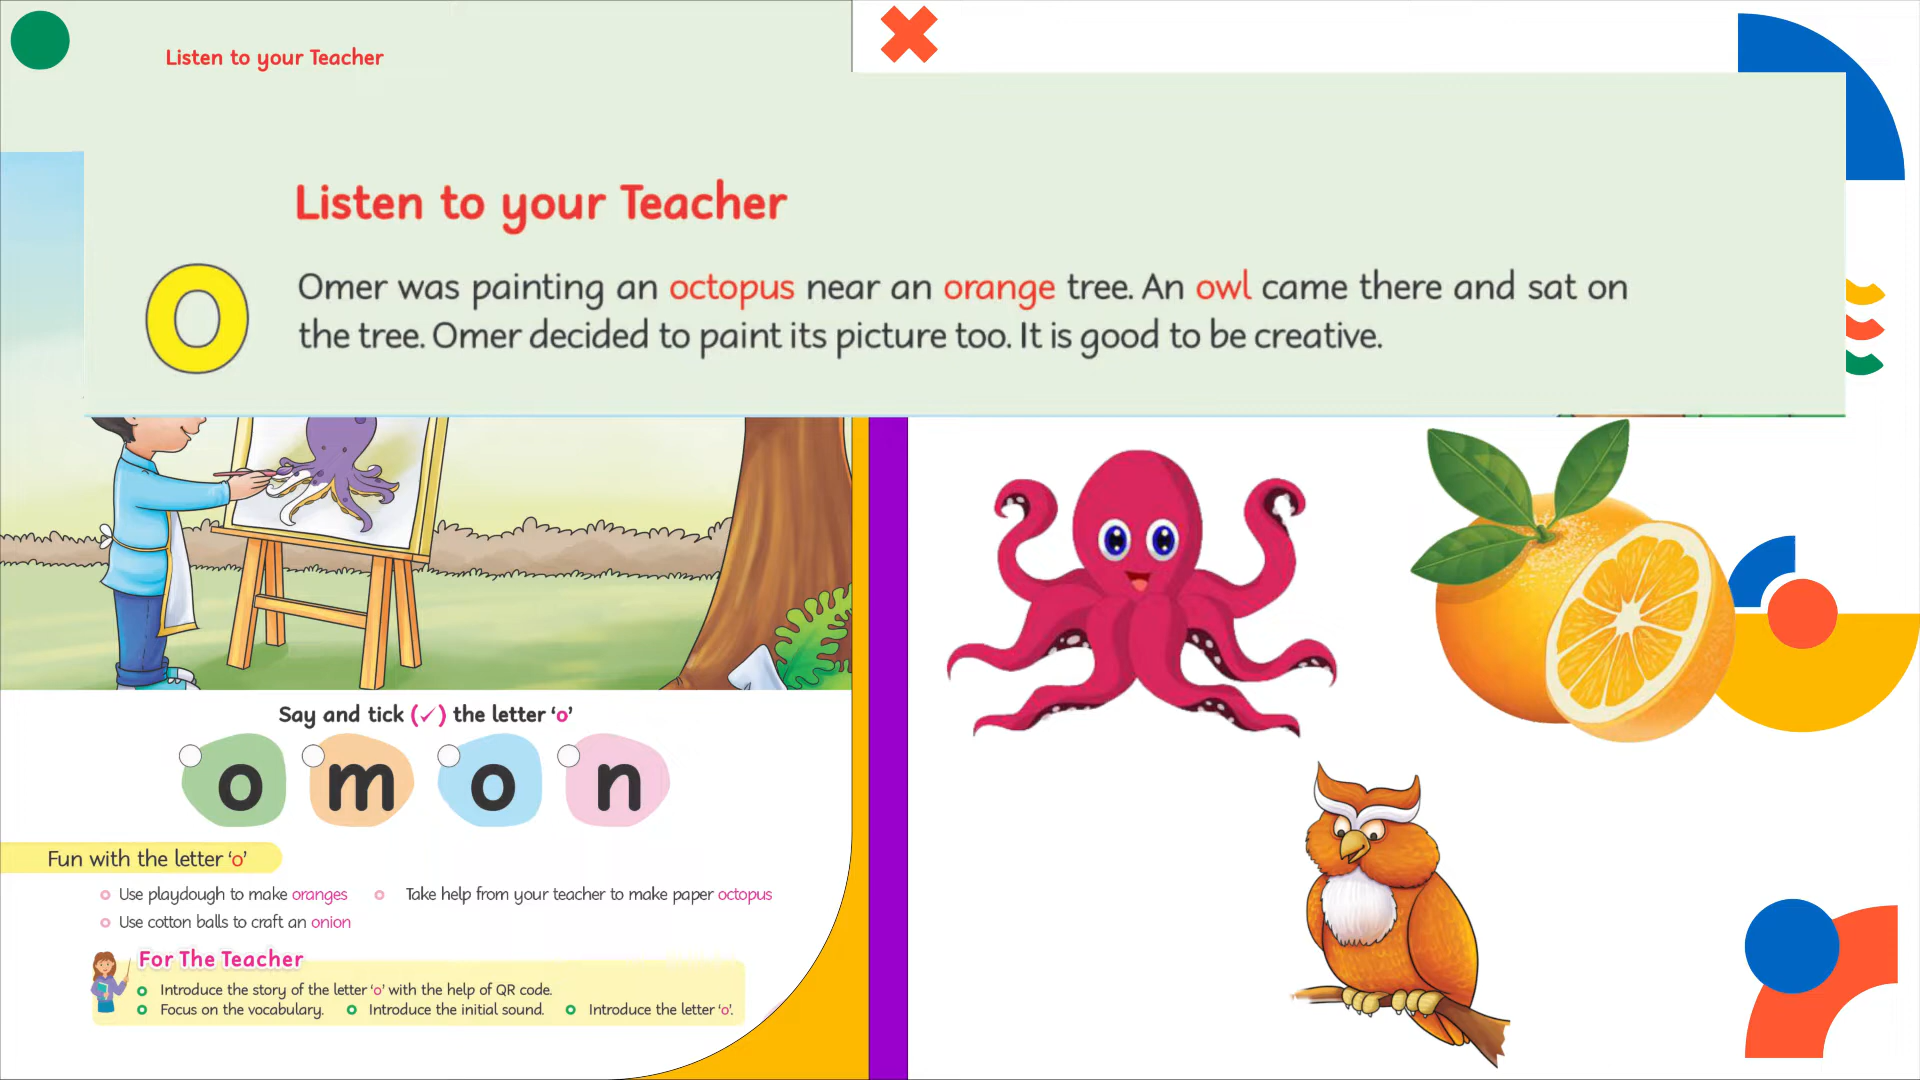 Listen to your Teacher
Listen to your Teacher
O
Omer was painting an octopus near an orange tree. An owl came there and sat on
the tree. Omer decided to paint its picture too. It is good to be creative.
Say and tick (✓) the letter ‘o’
o m o n
Fun with the letter ‘o’
Use playdough to make oranges Take help from your teacher to make paper octopus
Use cotton balls to craft an onion
For The Teacher
Introduce the story of the letter ‘o’ with the help of QR code.
Focus on the vocabulary. Introduce the initial sound. Introduce the letter ‘o’.